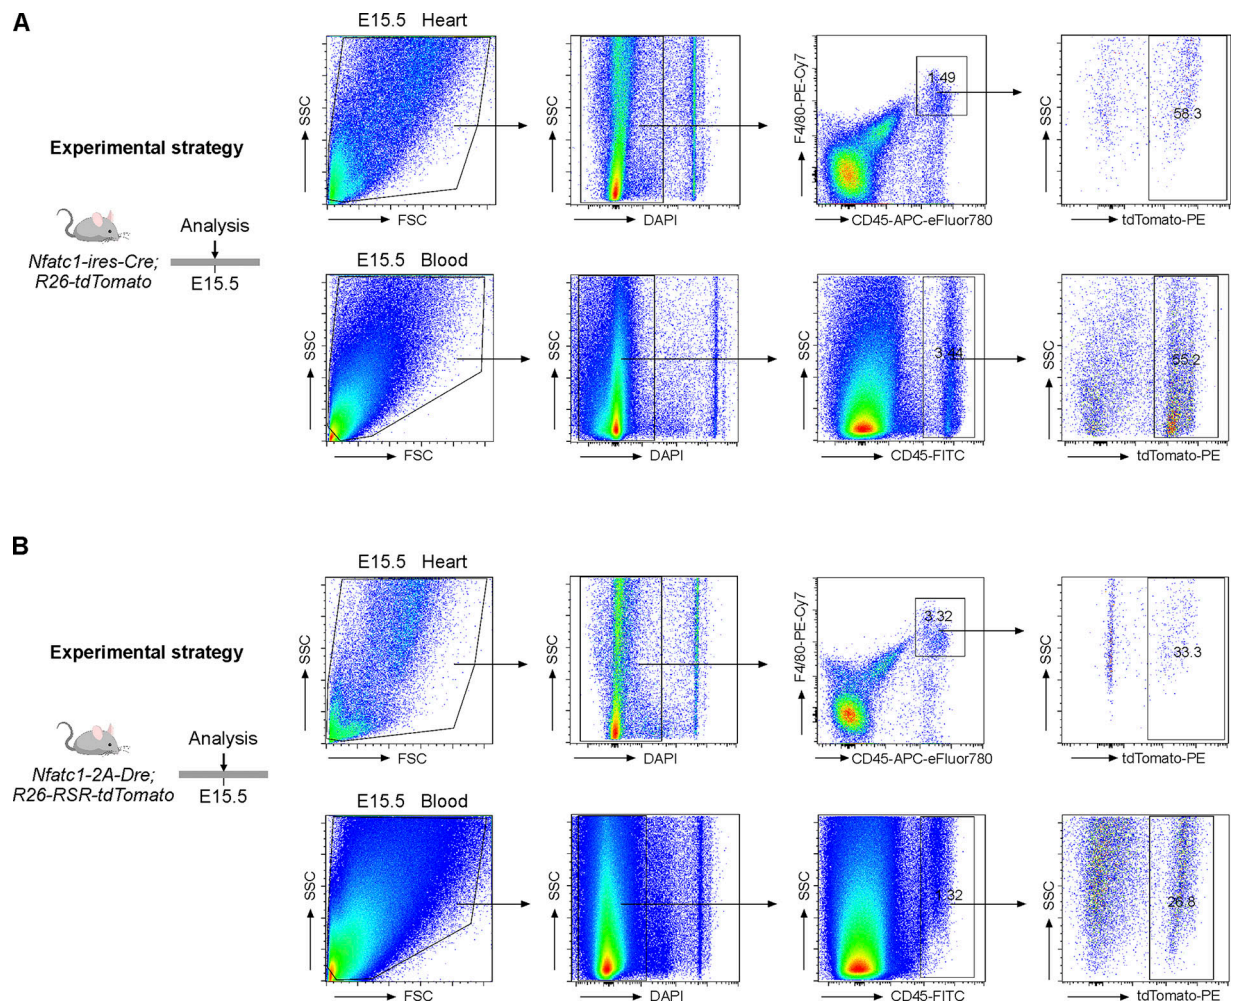 A
E15.5 Heart
SSC
FSC
SSC
DAPI
F4/80-PE-Cy7
1.49
CD45-APC-eFluor780
SSC
58.3
tdTomato-PE
Experimental strategy
Analysis
Nfatc1-ires-Cre;
R26-tdTomato
E15.5
E15.5 Blood
SSC
FSC
SSC
DAPI
SSC
3.44
CD45-FITC
SSC
55.2
tdTomato-PE
B
E15.5 Heart
SSC
FSC
SSC
DAPI
F4/80-PE-Cy7
3.32
CD45-APC-eFluor780
SSC
33.3
tdTomato-PE
Experimental strategy
Analysis
Nfatc1-2A-Dre;
R26-RSR-tdTomato
E15.5
E15.5 Blood
SSC
FSC
SSC
DAPI
SSC
CD45-FITC
SSC
26.8
tdTomato-PE